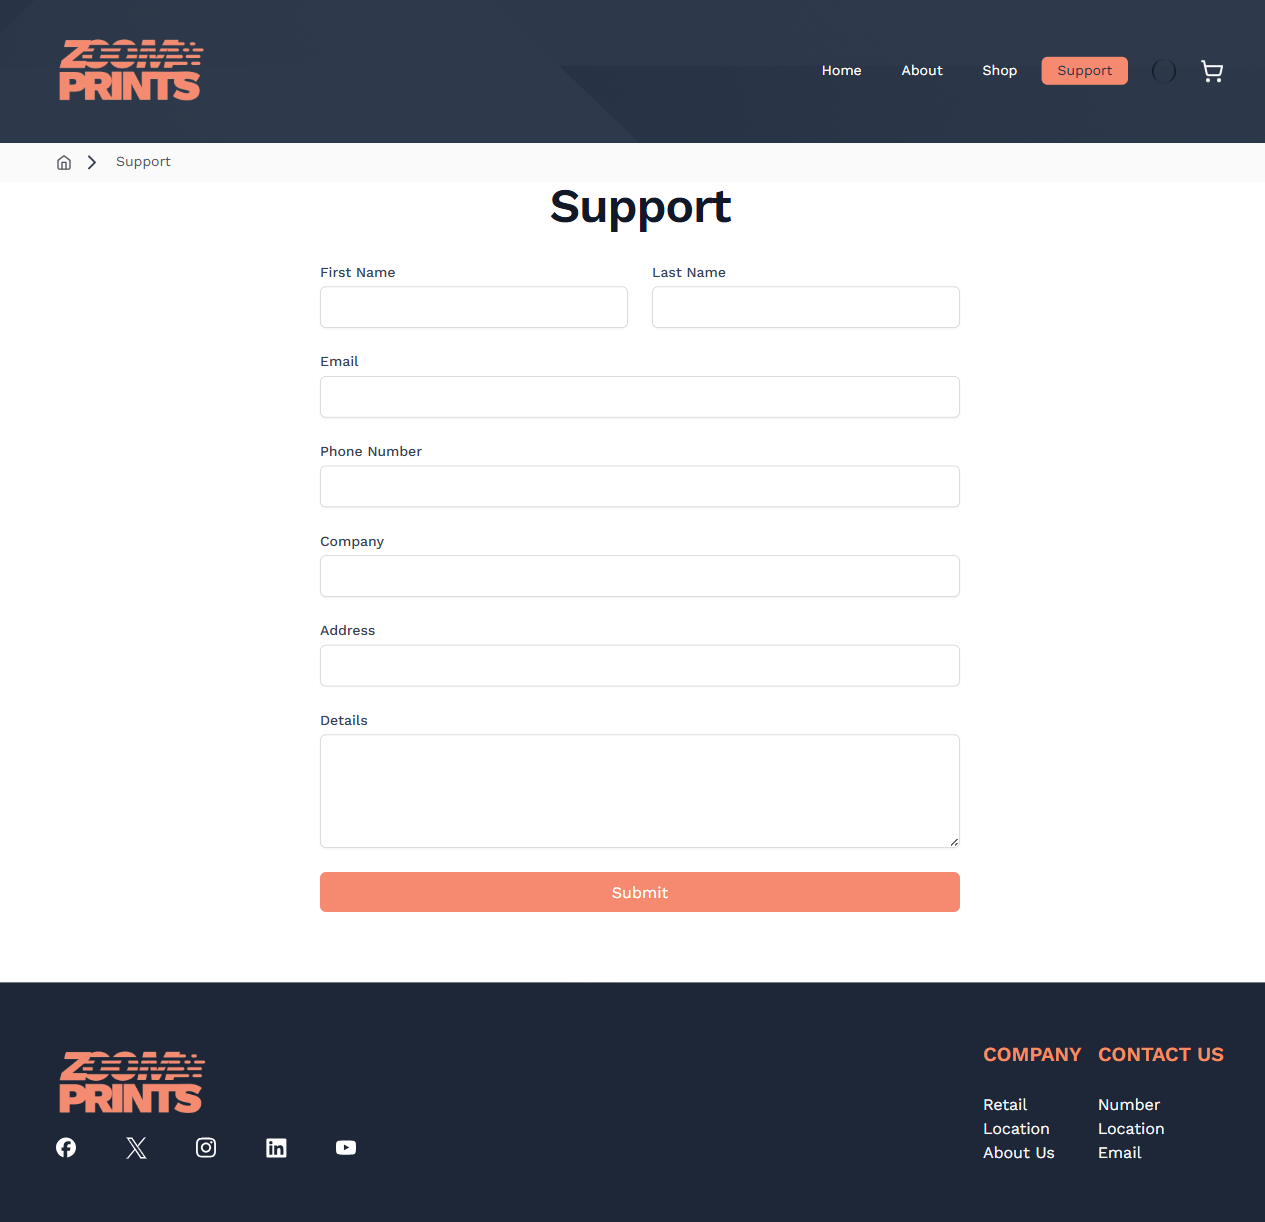 ZOOM
PRINTS
Home About Shop Support
Support
Support
First Name Last Name
Email
Phone Number
Company
Address
Details
Submit
ZOOM
PRINTS
COMPANY CONTACT US
Retail Number
Location Location
About Us Email